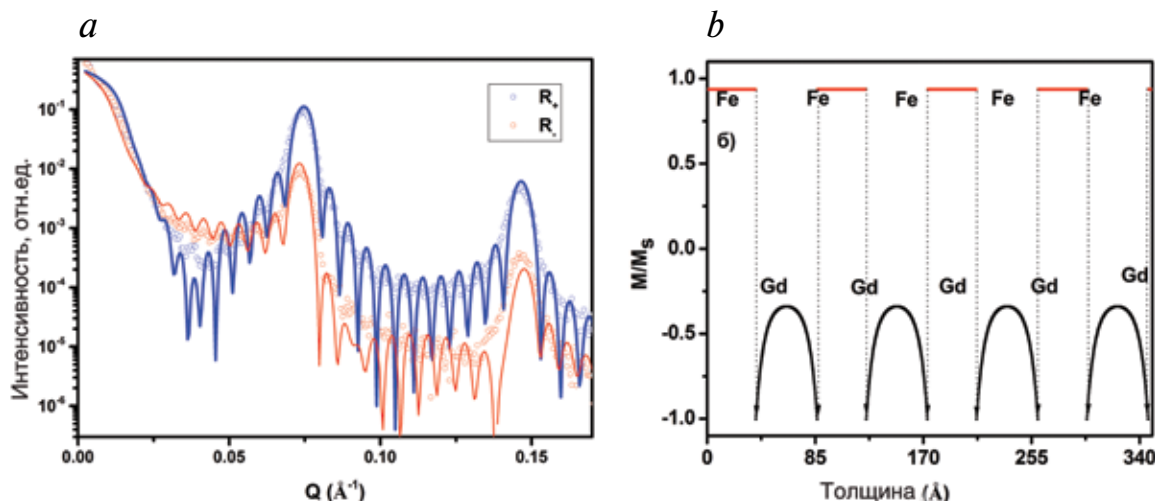 a
b
Интенсивность, отн.ед.
10⁻¹
10⁻²
10⁻³
10⁻⁴
10⁻⁵
10⁻⁶
R₊
R₋
0.00
0.05
0.10
0.15
Q (Å⁻¹)
M/Mₛ
1.0
0.5
0.0
-0.5
-1.0
Fe Fe Fe Fe Fe
б)
Gd Gd Gd Gd Gd
0
85
170
255
340
Толщина (Å)